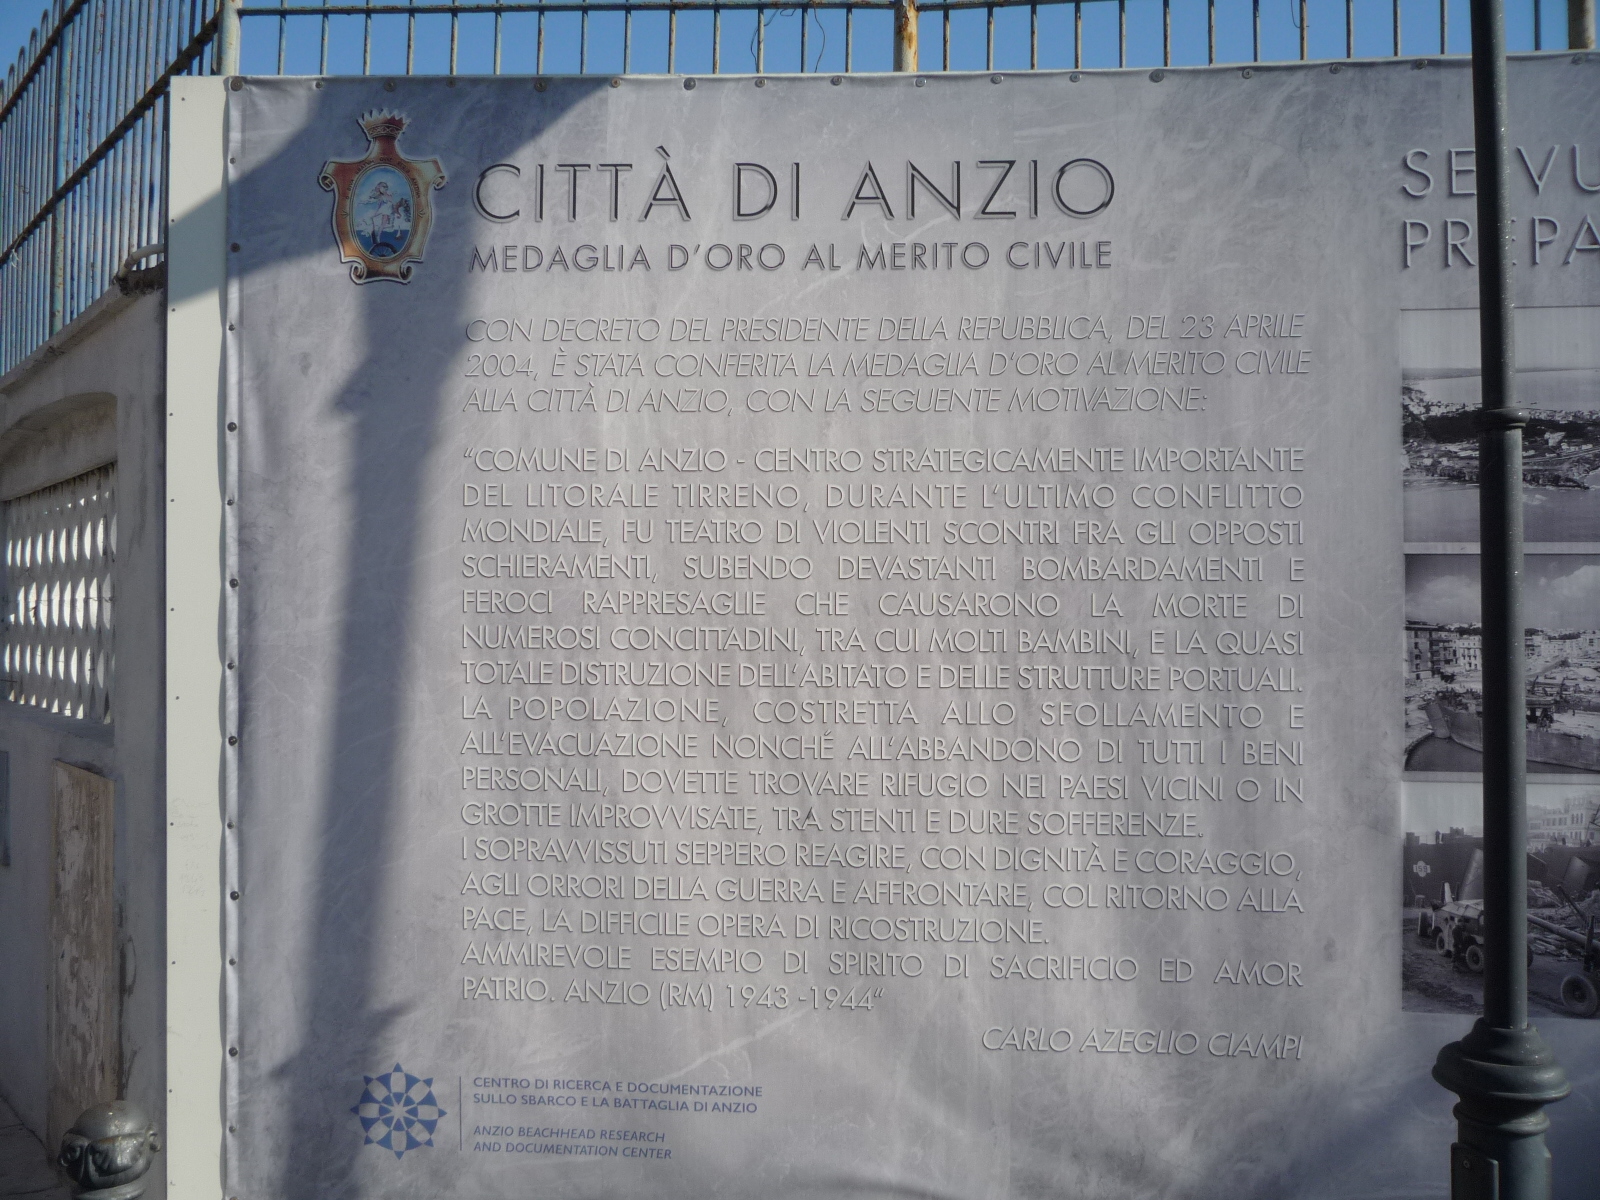 CITTÀ DI ANZIO
MEDAGLIA D'ORO AL MERITO CIVILE
CON DECRETO DEL PRESIDENTE DELLA REPUBBLICA, DEL 23 APRILE
2004, È STATA CONFERITA LA MEDAGLIA D'ORO AL MERITO CIVILE
ALLA CITTÀ DI ANZIO, CON LA SEGUENTE MOTIVAZIONE:
“COMUNE DI ANZIO - CENTRO STRATEGICAMENTE IMPORTANTE
DEL LITORALE TIRRENO, DURANTE L'ULTIMO CONFLITTO
MONDIALE, FU TEATRO DI VIOLENTI SCONTRI FRA GLI OPPOSTI
SCHIERAMENTI, SUBENDO DEVASTANTI BOMBARDAMENTI E
FEROCI RAPPRESAGLIE CHE CAUSARONO LA MORTE DI
NUMEROSI CONCITTADINI, TRA CUI MOLTI BAMBINI, E LA QUASI
TOTALE DISTRUZIONE DELL'ABITATO E DELLE STRUTTURE PORTUALI.
LA POPOLAZIONE, COSTRETTA ALLO SFOLLAMENTO E
ALL'EVACUAZIONE NONCHÉ ALL'ABBANDONO DI TUTTI I BENI
PERSONALI, DOVETTE TROVARE RIFUGIO NEI PAESI VICINI O IN
GROTTE IMPROVVISATE, TRA STENTI E DURE SOFFERENZE.
I SOPRAVVISSUTI SEPPERO REAGIRE, CON DIGNITÀ E CORAGGIO,
AGLI ORRORI DELLA GUERRA E AFFRONTARE, COL RITORNO ALLA
PACE, LA DIFFICILE OPERA DI RICOSTRUZIONE.
AMMIREVOLE ESEMPIO DI SPIRITO DI SACRIFICIO ED AMOR
PATRIO. ANZIO (RM) 1943 -1944“
CARLO AZEGLIO CIAMPI
CENTRO DI RICERCA E DOCUMENTAZIONE
SULLO SBARCO E LA BATTAGLIA DI ANZIO
ANZIO BEACHHEAD RESEARCH
AND DOCUMENTATION CENTER
SE VU